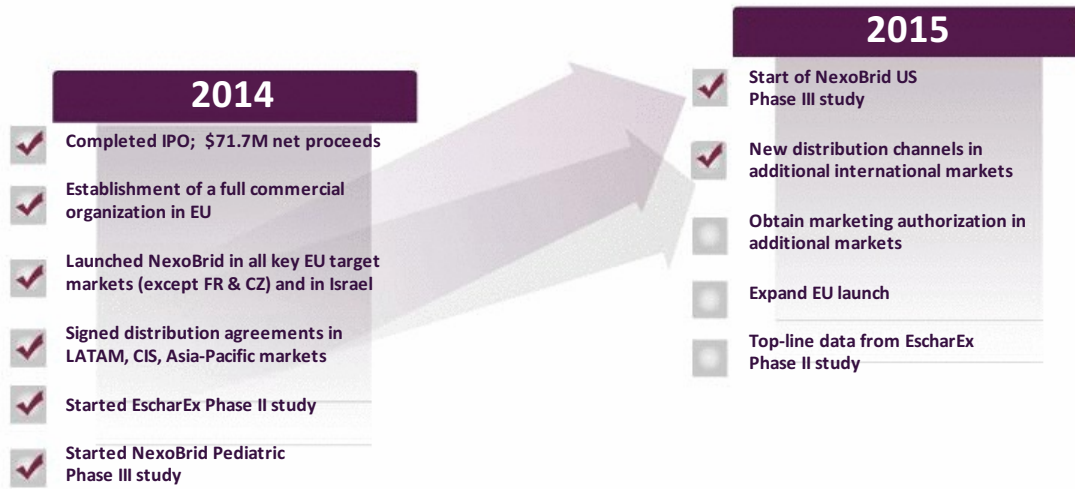 2014
Completed IPO; $71.7M net proceeds
Establishment of a full commercial
organization in EU
Launched NexoBrid in all key EU target
markets (except FR & CZ) and in Israel
Signed distribution agreements in
LATAM, CIS, Asia-Pacific markets
Started EscharEx Phase II study
Started NexoBrid Pediatric
Phase III study
2015
Start of NexoBrid US
Phase III study
New distribution channels in
additional international markets
Obtain marketing authorization in
additional markets
Expand EU launch
Top-line data from EscharEx
Phase II study